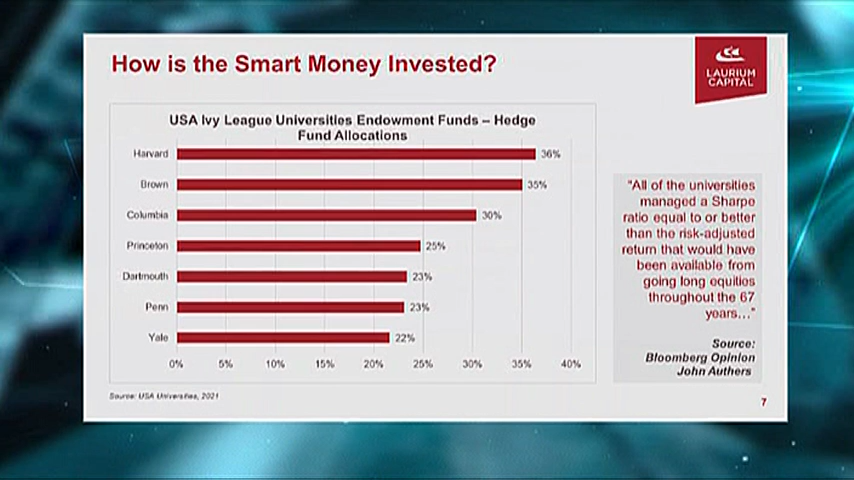 How is the Smart Money Invested?
LAURIUM
CAPITAL
USA Ivy League Universities Endowment Funds – Hedge
Fund Allocations
Harvard 36%
Brown 35%
Columbia 30%
Princeton 25%
Dartmouth 23%
Penn 23%
Yale 22%
0% 5% 10% 15% 20% 25% 30% 35% 40%
Source: USA Universities, 2021
"All of the universities
managed a Sharpe
ratio equal to or better
than the risk-adjusted
return that would have
been available from
going long equities
throughout the 67
years…"
Source:
Bloomberg Opinion
John Authers
7